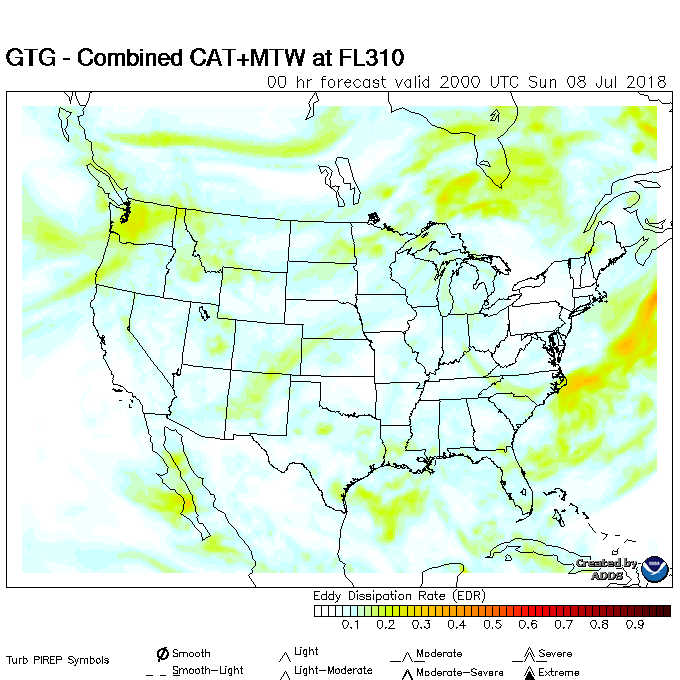 GTG - Combined CAT+MTW at FL310
00 hr forecast valid 2000 UTC Sun 08 Jul 2018
Created by
ADDS
Eddy Dissipation Rate (EDR)
0.1 0.2 0.3 0.4 0.5 0.6 0.7 0.8 0.9
Turb PIREP Symbols
Smooth Light Moderate Severe
Smooth-Light Light-Moderate Moderate-Severe Extreme